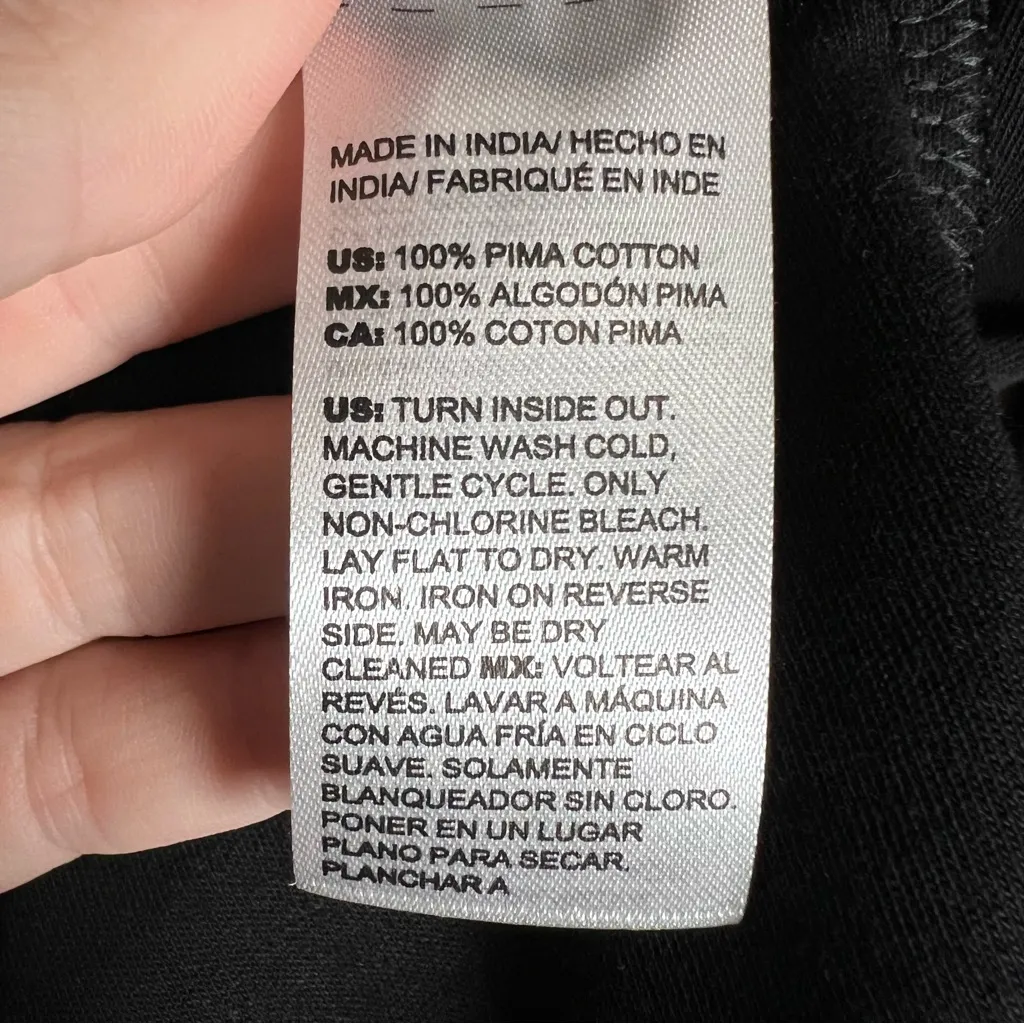 MADE IN INDIA/ HECHO EN
INDIA/ FABRIQUÉ EN INDE
US: 100% PIMA COTTON
MX: 100% ALGODÓN PIMA
CA: 100% COTON PIMA
US: TURN INSIDE OUT.
MACHINE WASH COLD,
GENTLE CYCLE. ONLY
NON-CHLORINE BLEACH.
LAY FLAT TO DRY. WARM
IRON. IRON ON REVERSE
SIDE. MAY BE DRY
CLEANED MX: VOLTEAR AL
REVÉS. LAVAR A MÁQUINA
CON AGUA FRÍA EN CICLO
SUAVE. SOLAMENTE
BLANQUEADOR SIN CLORO.
PONER EN UN LUGAR
PLANO PARA SECAR.
PLANCHAR A